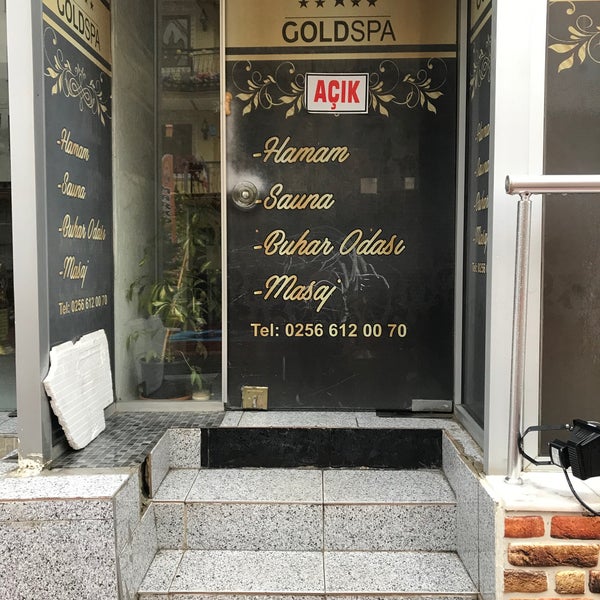 GOLDSPA
AÇIK
-Hamam
-Sauna
-Buhar Odası
-Masaj
Tel: 0256 612 00 70
-Hamam
-Sauna
-Buhar Odası
-Masaj
Tel: 0256 612 00 70